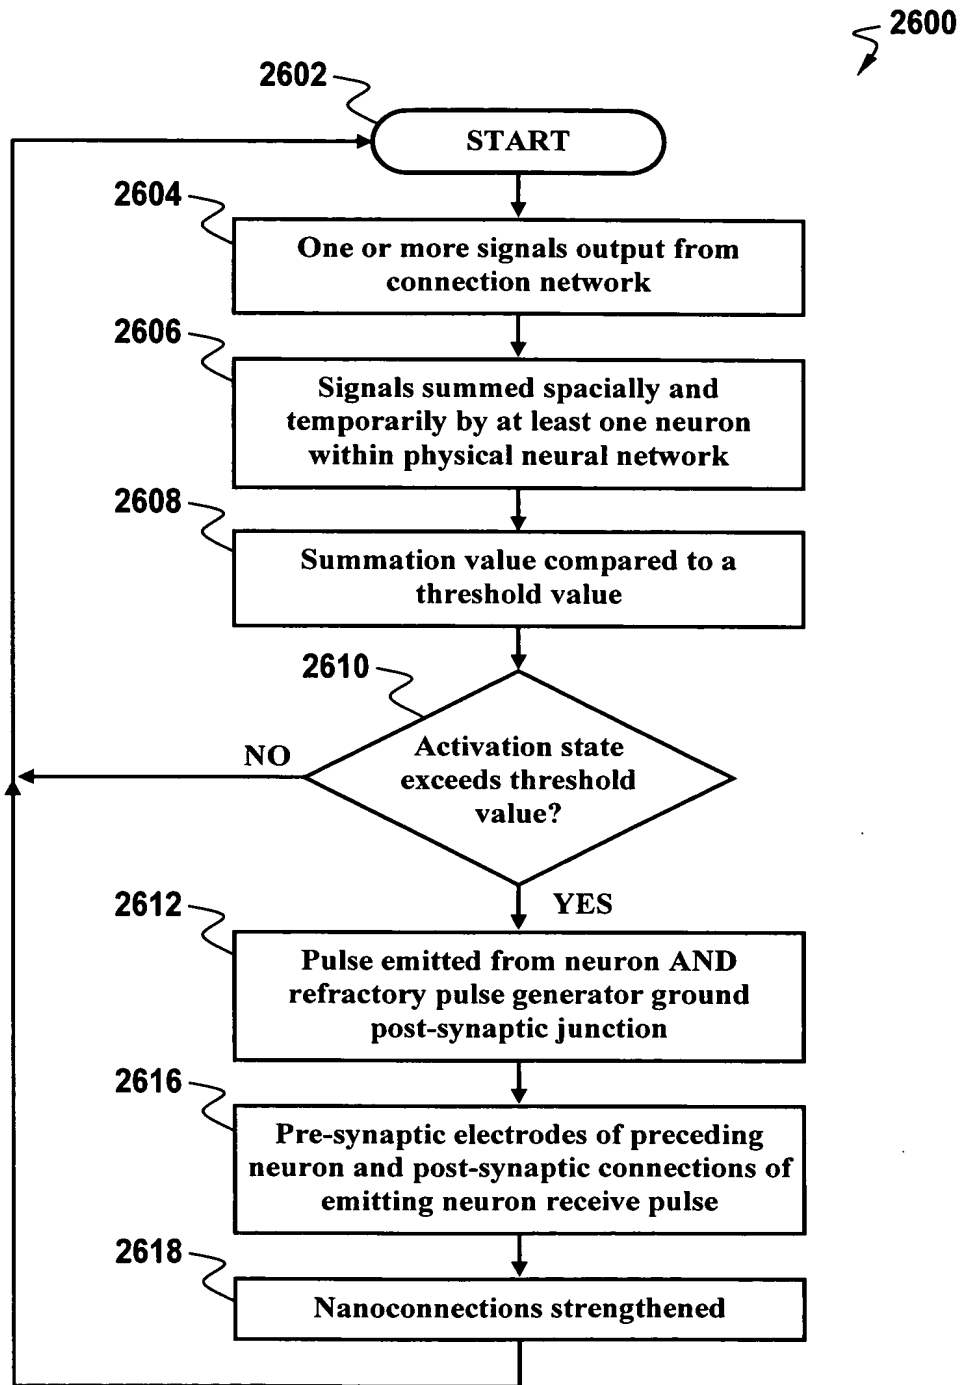 2600
2602
START
2604
One or more signals output from
connection network
2606
Signals summed spacially and
temporarily by at least one neuron
within physical neural network
2608
Summation value compared to a
threshold value
2610
Activation state
exceeds threshold
value?
NO
YES
2612
Pulse emitted from neuron AND
refractory pulse generator ground
post-synaptic junction
2616
Pre-synaptic electrodes of preceding
neuron and post-synaptic connections of
emitting neuron receive pulse
2618
Nanoconnections strengthened